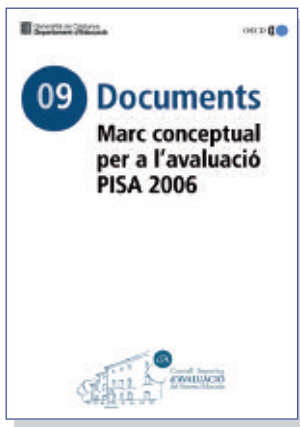 Generalitat de Catalunya
Departament d'Educació
OECD
09 Documents
Marc conceptual
per a l'avaluació
PISA 2006
Consell Superior
d'AVALUACIÓ
del Sistema Educatiu